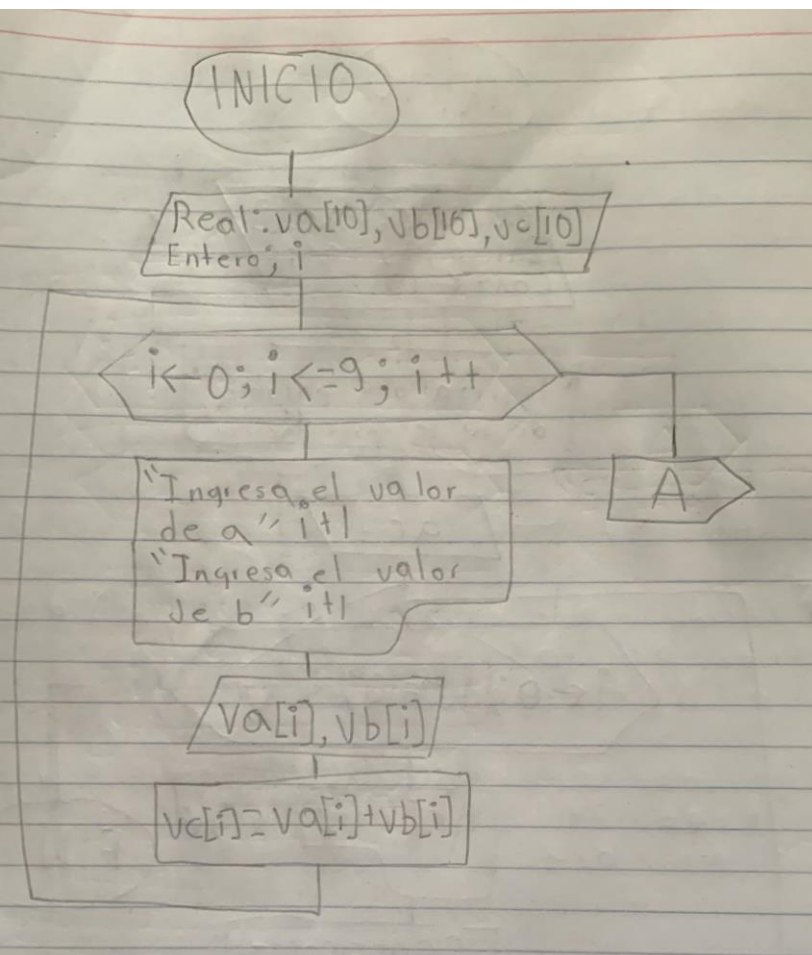 INICIO
Real: va[10], vb[10], vc[10]
Entero; i
i←0; i<=9; i++
"Ingresa el valor
de a" i+1
"Ingresa el valor
de b" i+1
A
va[i], vb[i]
vc[i]=va[i]+vb[i]